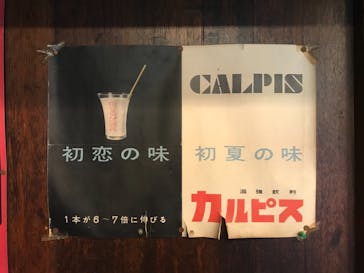 初恋の味
1本が6〜7倍に伸びる
CALPIS
初夏の味
滋強飲料
カルピス